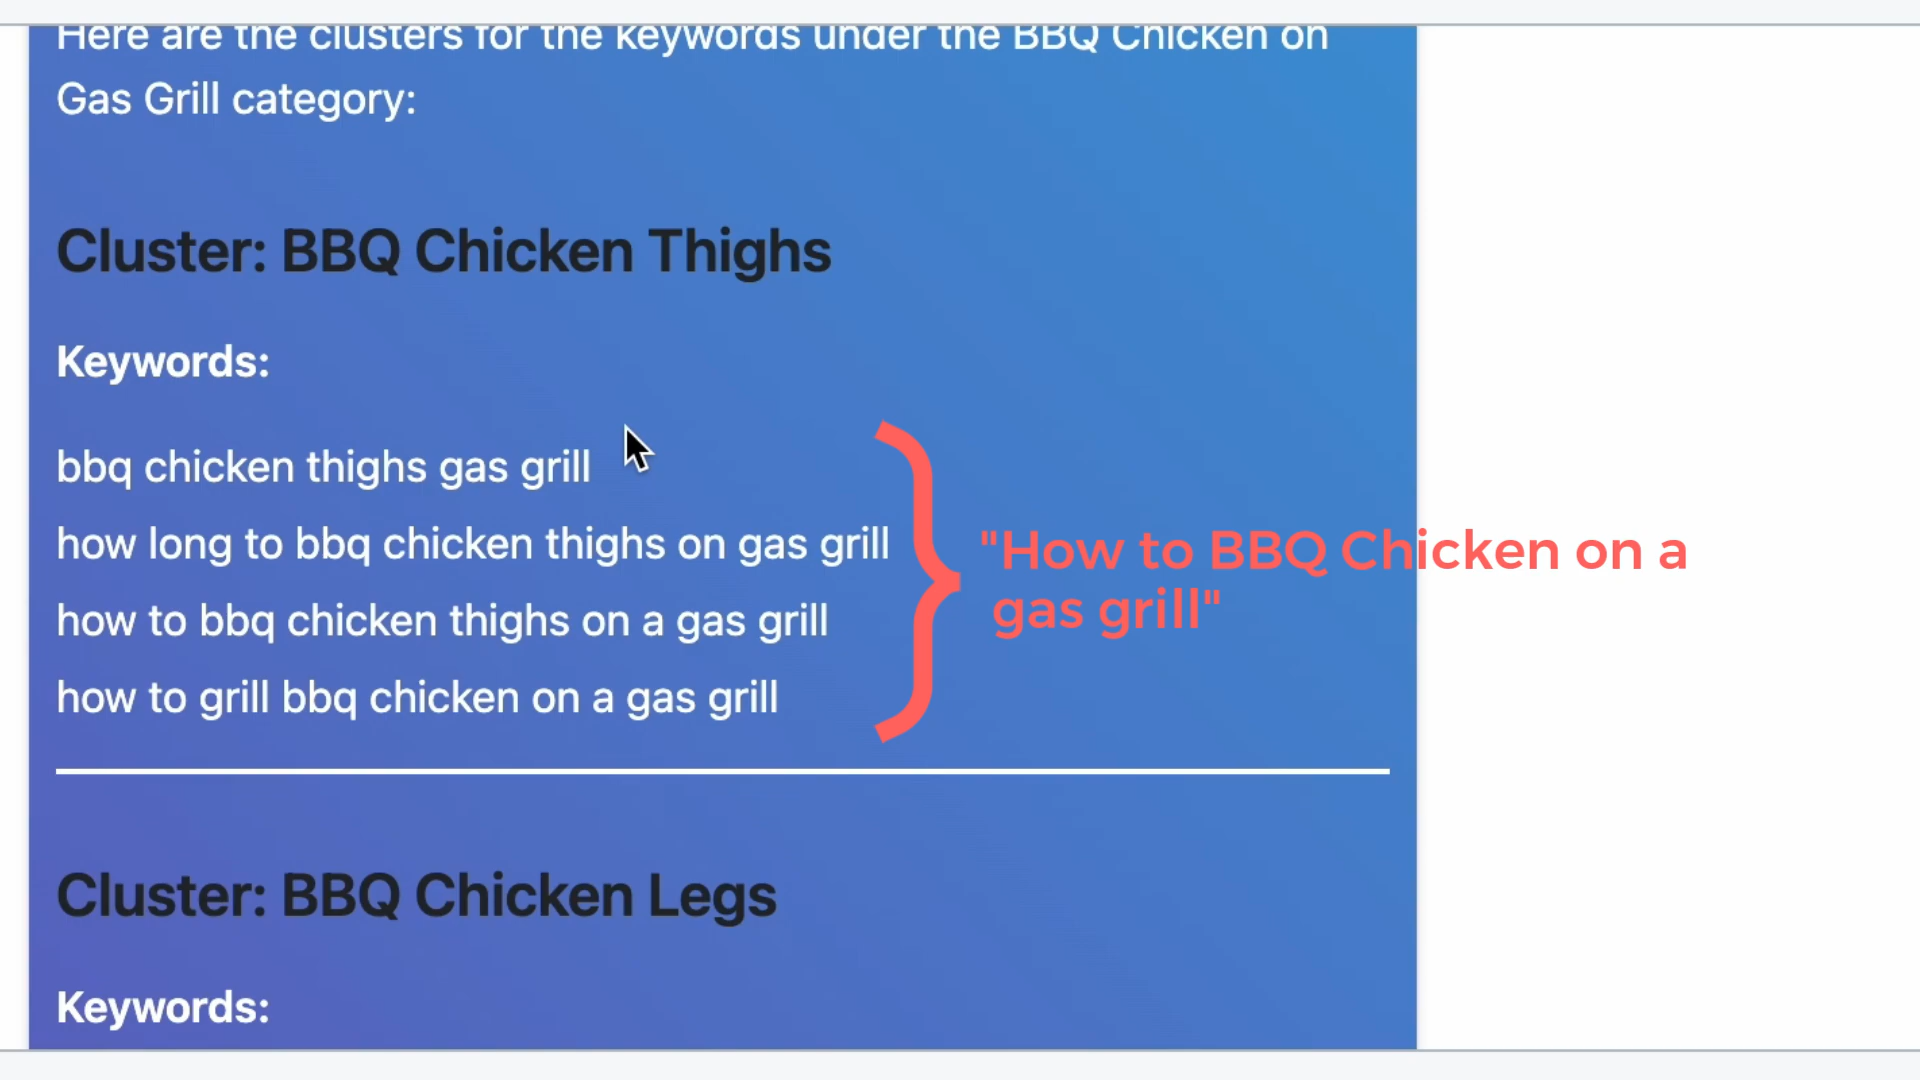 Here are the clusters for the keywords under the BBQ Chicken on
Gas Grill category:
Cluster: BBQ Chicken Thighs
Keywords:
bbq chicken thighs gas grill
how long to bbq chicken thighs on gas grill
how to bbq chicken thighs on a gas grill
how to grill bbq chicken on a gas grill
"How to BBQ Chicken on a
gas grill"
Cluster: BBQ Chicken Legs
Keywords: